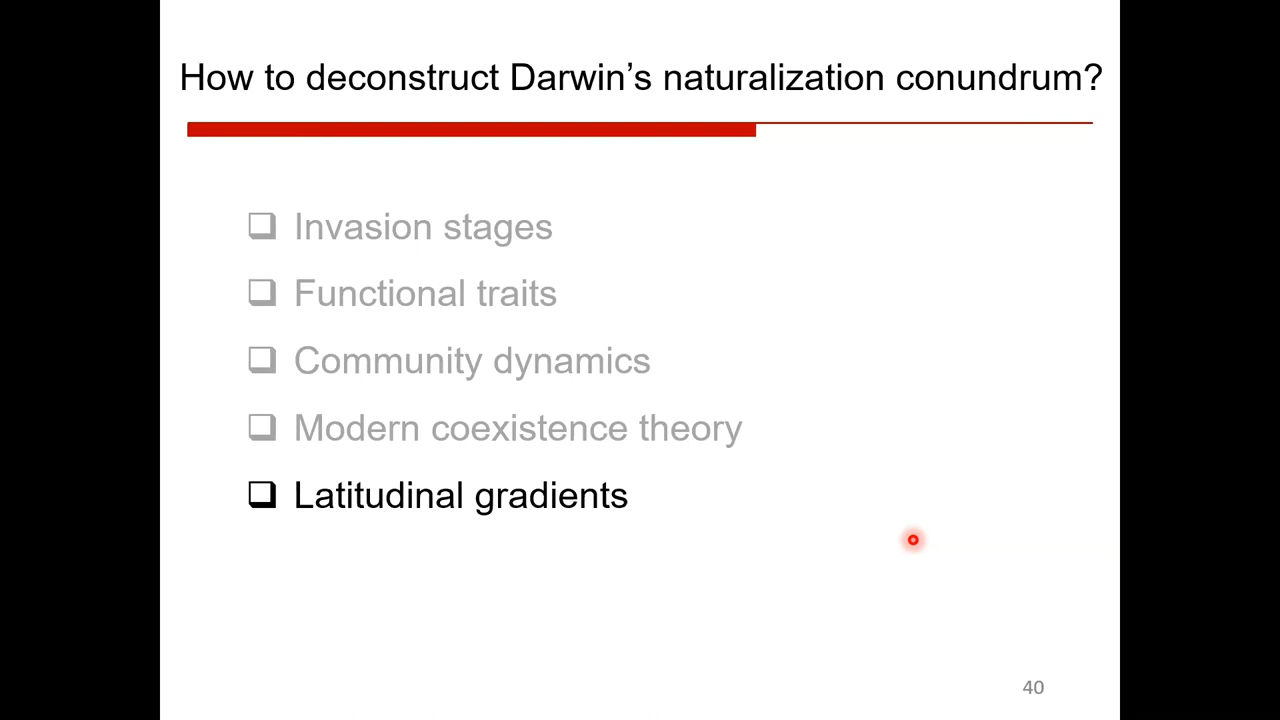 How to deconstruct Darwin’s naturalization conundrum?
Invasion stages
Functional traits
Community dynamics
Modern coexistence theory
Latitudinal gradients
40